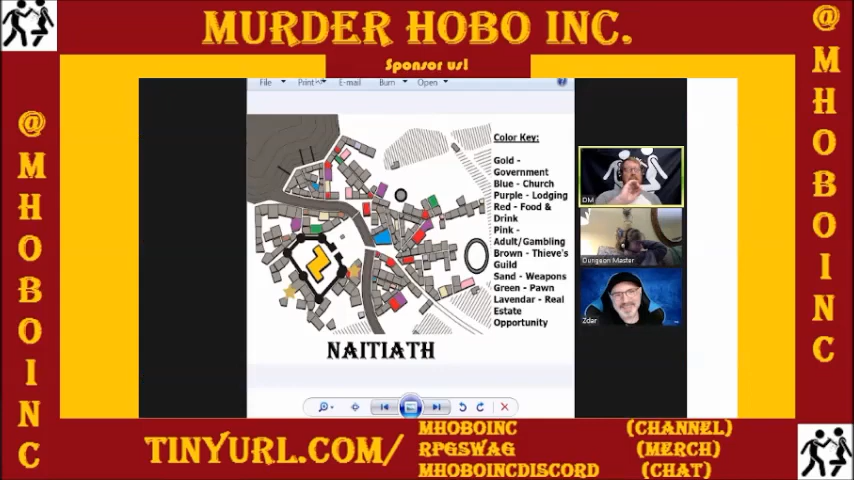 MURDER HOBO INC.
Sponsor us!
@MHOBOINC
@MHOBOINC
File Print E-mail Burn Open
Color Key:
Gold -
Government
Blue - Church
Purple - Lodging
Red - Food &
Drink
Pink -
Adult/Gambling
Brown - Thieve's
Guild
Sand - Weapons
Green - Pawn
Lavendar - Real
Estate
Opportunity
NAITIATH
DM
Dungeon Master
Zdar
TINYURL.COM/
MHOBOINC (CHANNEL)
RPGSWAG (MERCH)
MHOBOINCDISCORD (CHAT)